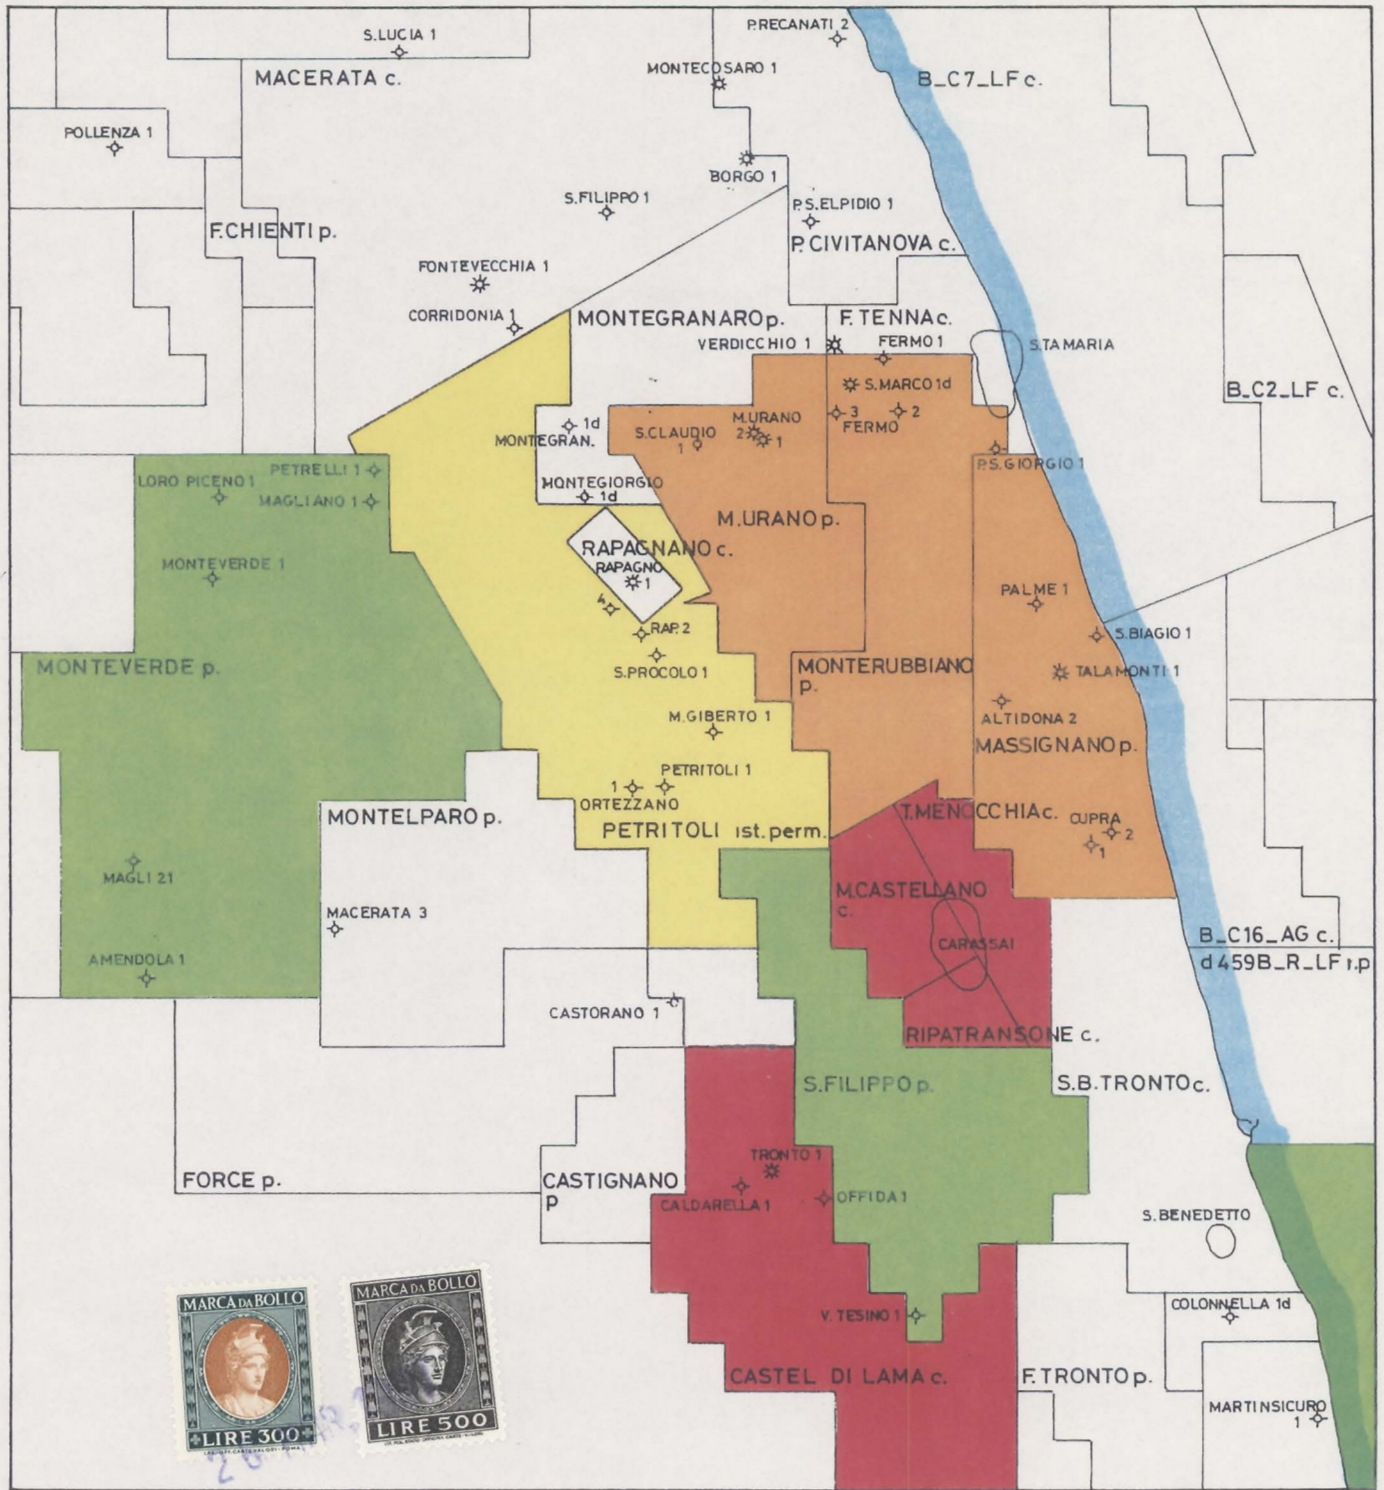 S.LUCIA 1
P.RECANATI 2
MACERATA c.
MONTECOSARO 1
B_C7_LF c.
POLLENZA 1
BORGO 1
S.FILIPPO 1
P.S.ELPIDIO 1
F.CHIENTI p.
P.CIVITANOVA c.
FONTEVECCHIA 1
CORRIDONIA 1
MONTEGRANARO p.
F.TENNA c.
VERDICCHIO 1
FERMO 1
S.TA MARIA
S.MARCO 1d
B_C2_LF c.
1d
MONTEGRAN.
S.CLAUDIO
1
M.URANO
2
1
3
2
FERMO
P.S.GIORGIO 1
PETRELLI 1
LORO PICENO 1
MAGLIANO 1
MONTEGIORGIO
1d
M.URANO p.
RAPAGNANO c.
RAPAGNO
1
MONTEVERDE 1
PALME 1
4
RAP.2
S.BIAGIO 1
MONTEVERDE p.
S.PROCOLO 1
MONTERUBBIANO
p.
TALAMONTI 1
M.GIBERTO 1
ALTIDONA 2
MASSIGNANO p.
PETRITOLI 1
1
ORTEZZANO
MONTELPARO p.
PETRITOLI ist. perm.
T.MENOCCHIA c.
CUPRA
2
1
MAGLI 21
M.CASTELLANO
c.
MACERATA 3
CARASSAI
B_C16_AG c.
d459B_R_LF r.p
AMENDOLA 1
CASTORANO 1
RIPATRANSONE c.
S.FILIPPO p.
S.B.TRONTO c.
FORCE p.
CASTIGNANO
p
TRONTO 1
CALDARELLA 1
OFFIDA 1
S.BENEDETTO
V. TESINO 1
COLONNELLA 1d
CASTEL DI LAMA c.
F.TRONTO p.
MARTINSICURO
1
MARCA DA BOLLO
LIRE 300
MARCA DA BOLLO
LIRE 500